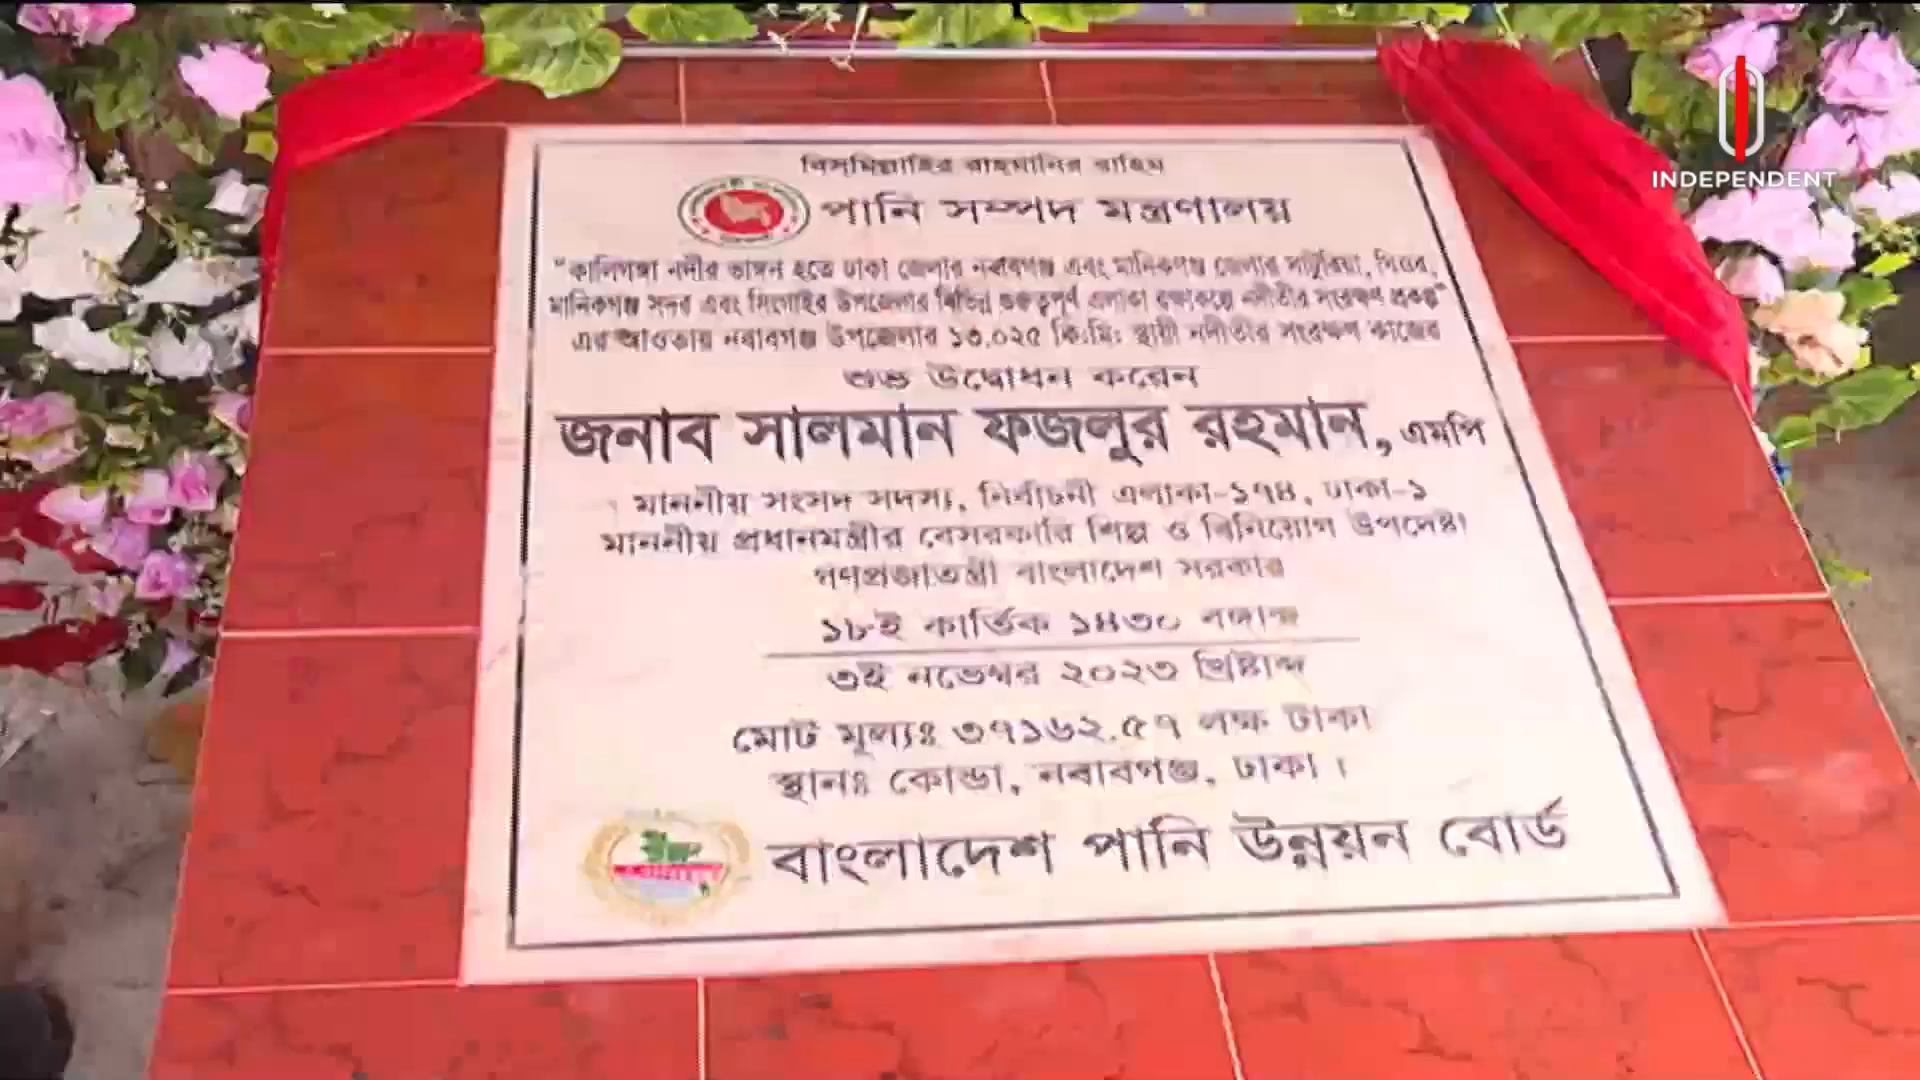 বিসমিল্লাহির রাহমানির রাহিম
পানি সম্পদ মন্ত্রণালয়
"কালিগঙ্গা নদীর ভাঙ্গন হতে ঢাকা জেলার নবাবগঞ্জ এবং মানিকগঞ্জ জেলার সাটুরিয়া, ঘিওর,
মানিকগঞ্জ সদর এবং সিংগাইর উপজেলার বিভিন্ন গুরুত্বপূর্ণ এলাকা রক্ষাকল্পে নদীতীর সংরক্ষণ প্রকল্প"
এর আওতায় নবাবগঞ্জ উপজেলার ১৩.০২৫ কি:মি: স্থায়ী নদীতীর সংরক্ষণ কাজের
শুভ উদ্বোধন করেন
জনাব সালমান ফজলুর রহমান, এমপি
মাননীয় সংসদ সদস্য, নির্বাচনী এলাকা-১৭৪, ঢাকা-১
মাননীয় প্রধানমন্ত্রীর বেসরকারি শিল্প ও বিনিয়োগ উপদেষ্টা
গণপ্রজাতন্ত্রী বাংলাদেশ সরকার
১৮ই কার্তিক ১৪৩০ বঙ্গাব্দ
৩ই নভেম্বর ২০২৩ খ্রিষ্টাব্দ
মোট মূল্যঃ ৩৭১৬২.৫৭ লক্ষ টাকা
স্থানঃ কোন্ডা, নবাবগঞ্জ, ঢাকা।
বাংলাদেশ পানি উন্নয়ন বোর্ড
INDEPENDENT